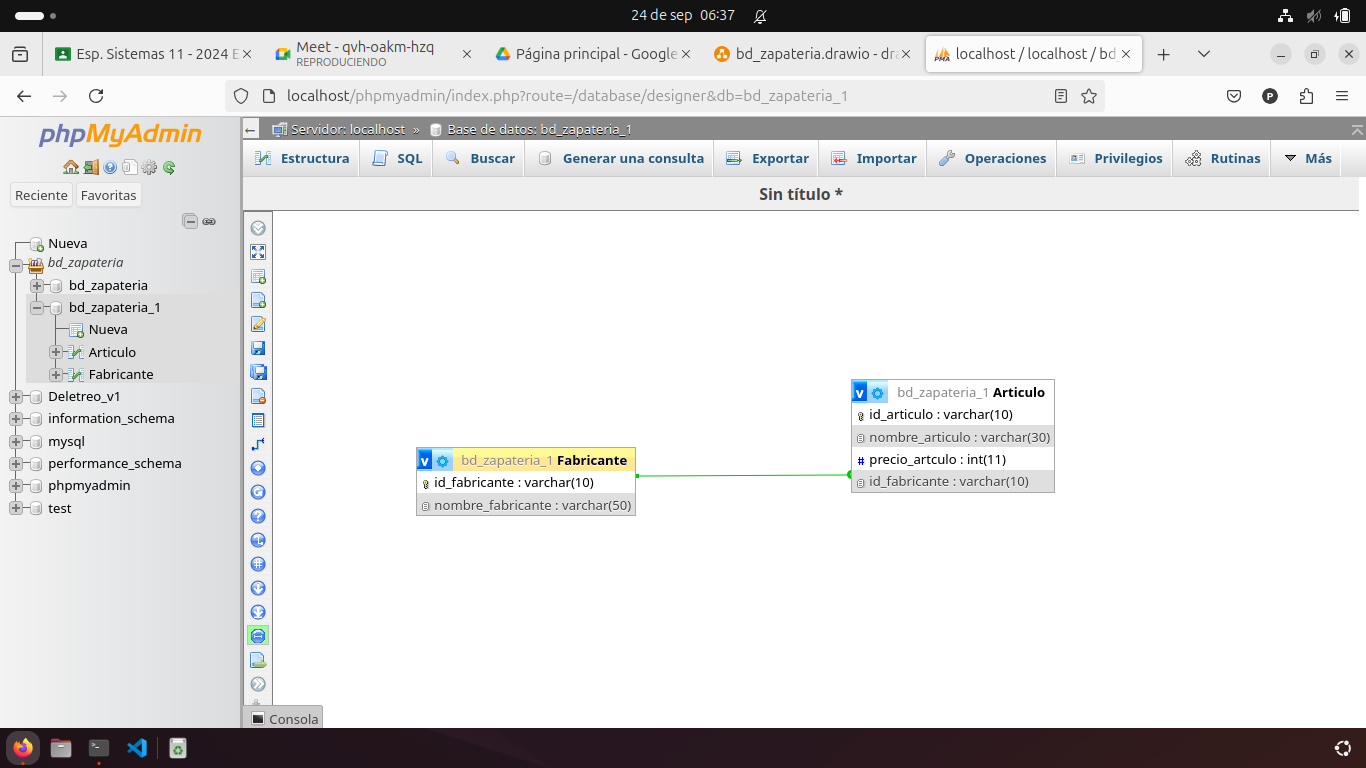 24 de sep 06:37
Esp. Sistemas 11 - 2024 E
Meet - qvh-oakm-hzq
REPRODUCIENDO
Página principal - Google
bd_zapateria.drawio - dra
localhost / localhost / bd
localhost/phpmyadmin/index.php?route=/database/designer&db=bd_zapateria_1
P
phpMyAdmin
Reciente Favoritas
Nueva
bd_zapateria
bd_zapateria
bd_zapateria_1
Nueva
Articulo
Fabricante
Deletreo_v1
information_schema
mysql
performance_schema
phpmyadmin
test
Servidor: localhost » Base de datos: bd_zapateria_1
Estructura SQL Buscar Generar una consulta Exportar Importar Operaciones Privilegios Rutinas Más
Sin título *
v bd_zapateria_1 Fabricante
id_fabricante : varchar(10)
nombre_fabricante : varchar(50)
v bd_zapateria_1 Articulo
id_articulo : varchar(10)
nombre_articulo : varchar(30)
# precio_artculo : int(11)
id_fabricante : varchar(10)
Consola